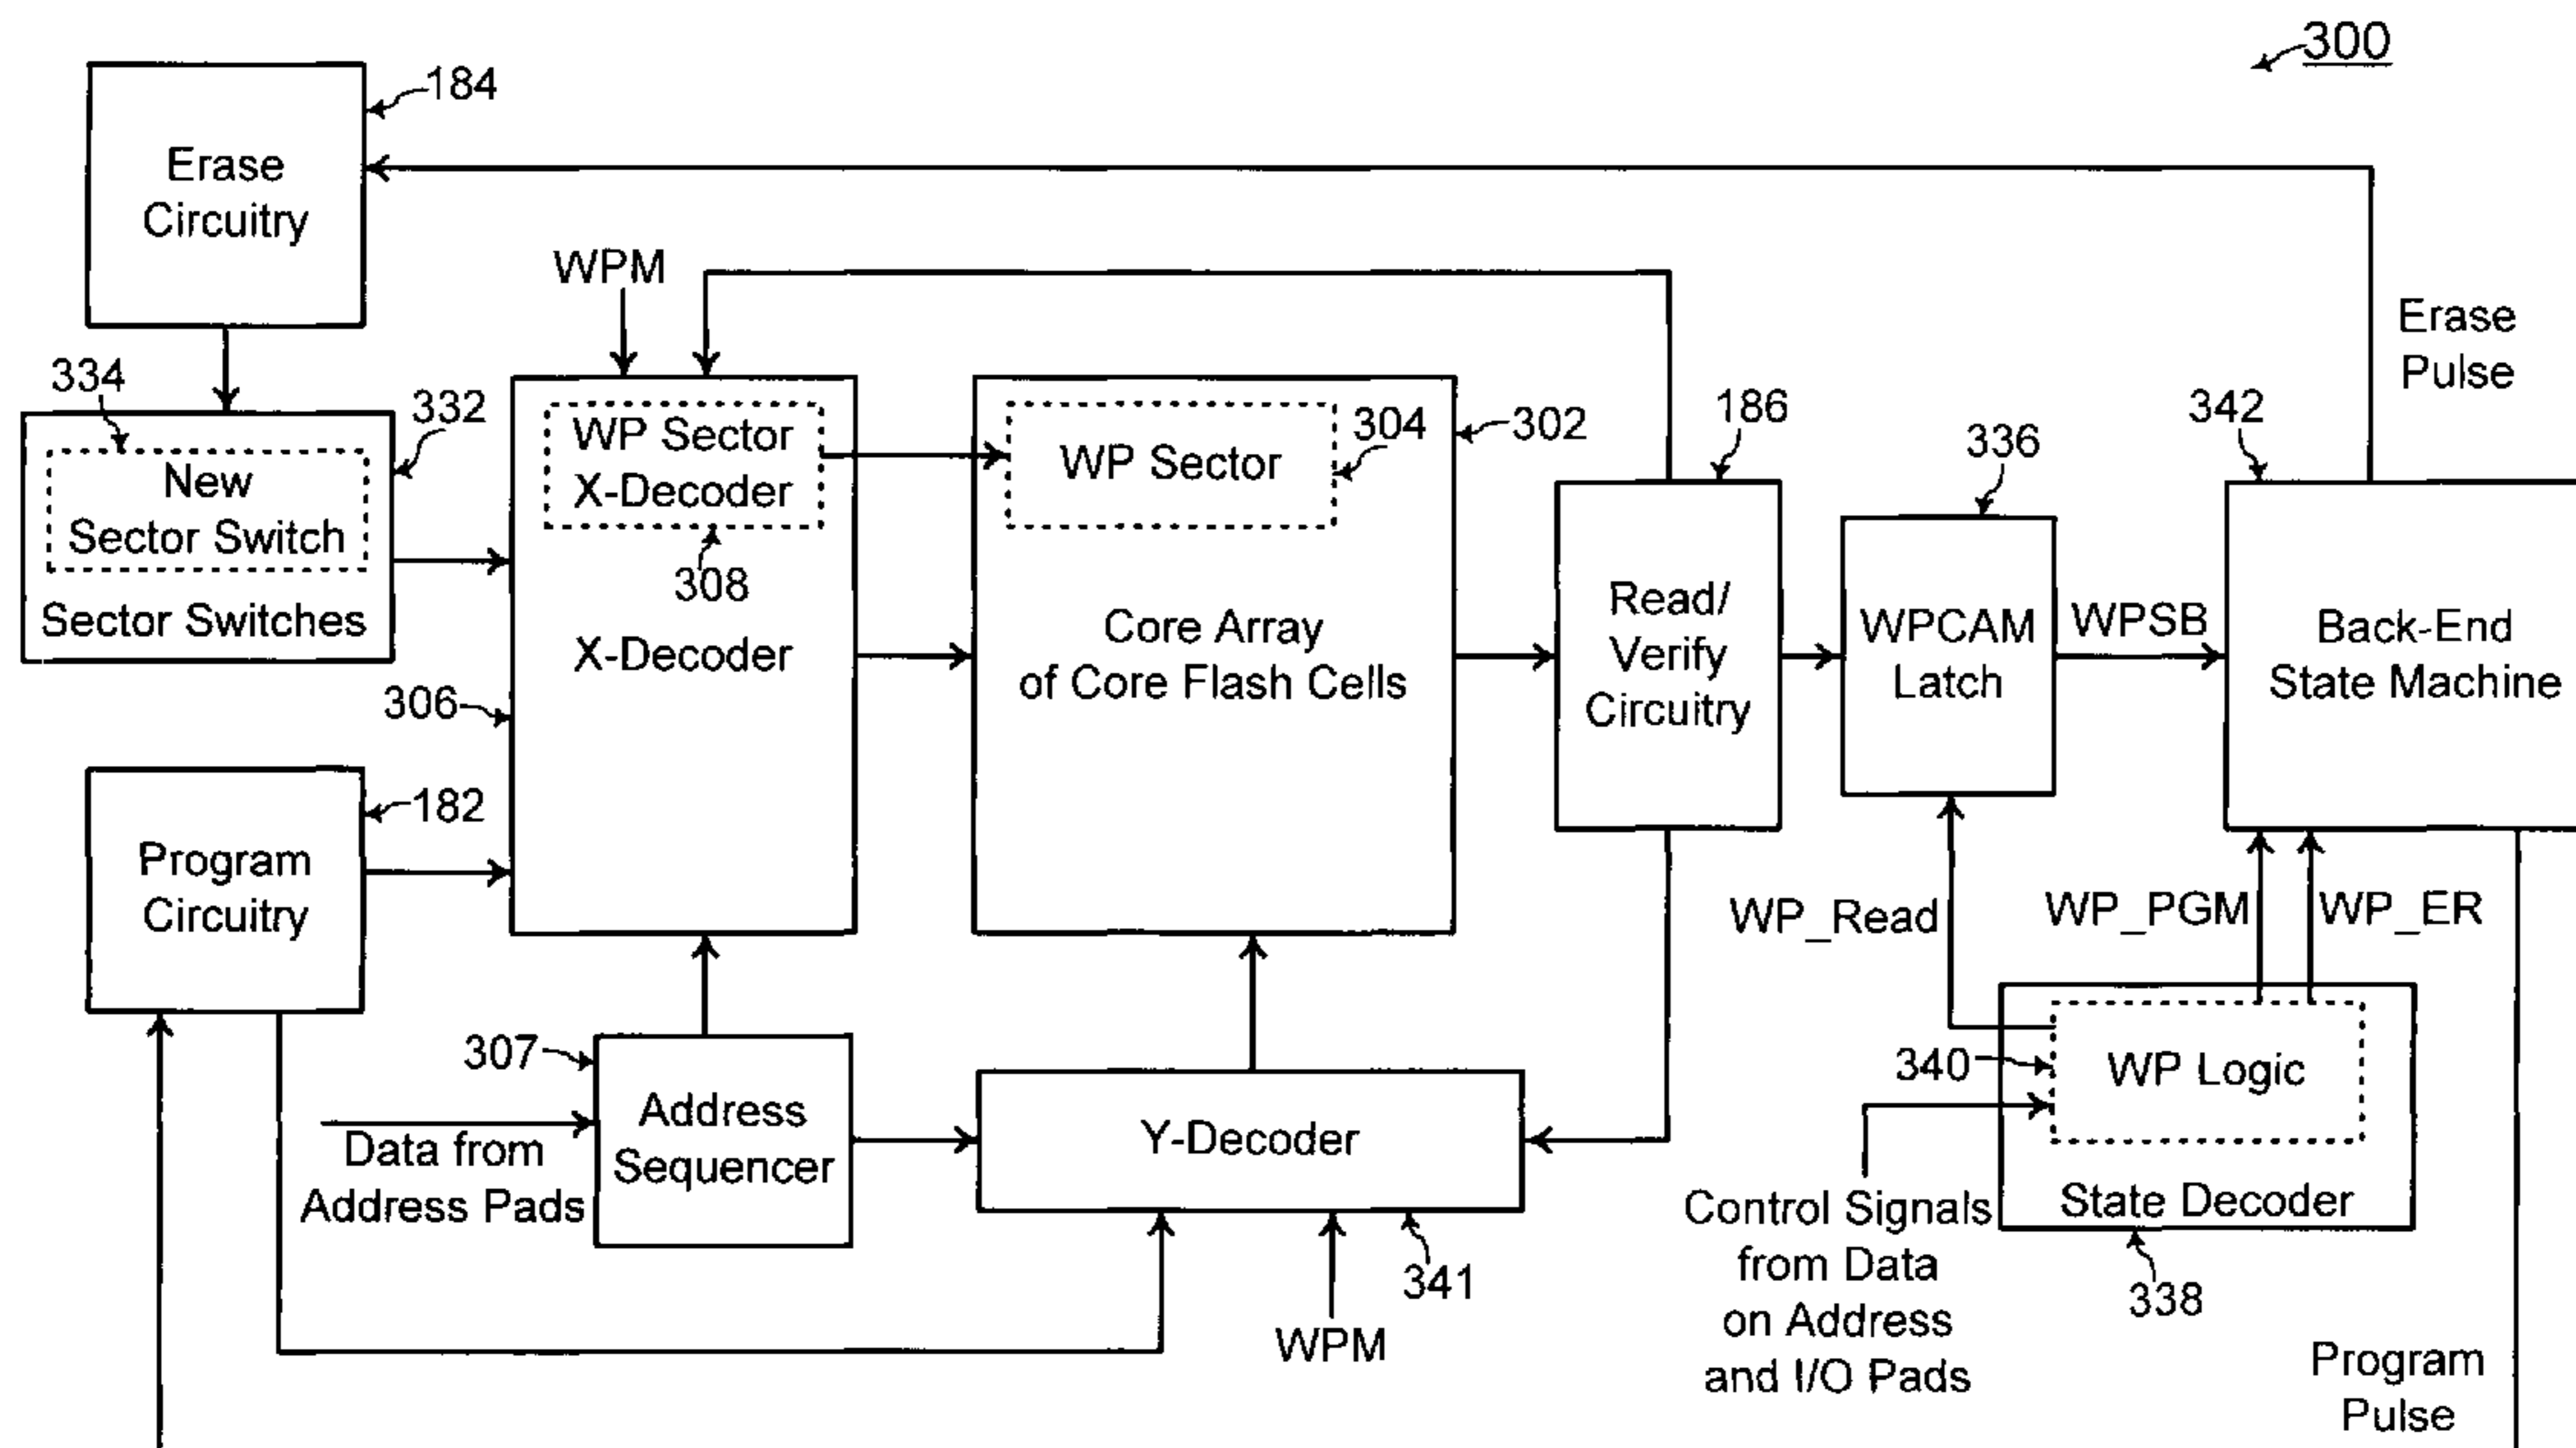 300
184
Erase
Circuitry
WPM
Erase
Pulse
334
332
New
Sector Switch
Sector Switches
WP Sector
X-Decoder
308
X-Decoder
306
WP Sector
304
302
Core Array
of Core Flash Cells
186
Read/
Verify
Circuitry
336
WPCAM
Latch
WPSB
342
Back-End
State Machine
182
Program
Circuitry
WP_Read
WP_PGM
WP_ER
307
Address
Sequencer
Data from
Address Pads
Y-Decoder
341
WPM
340
WP Logic
State Decoder
338
Control Signals
from Data
on Address
and I/O Pads
Program
Pulse